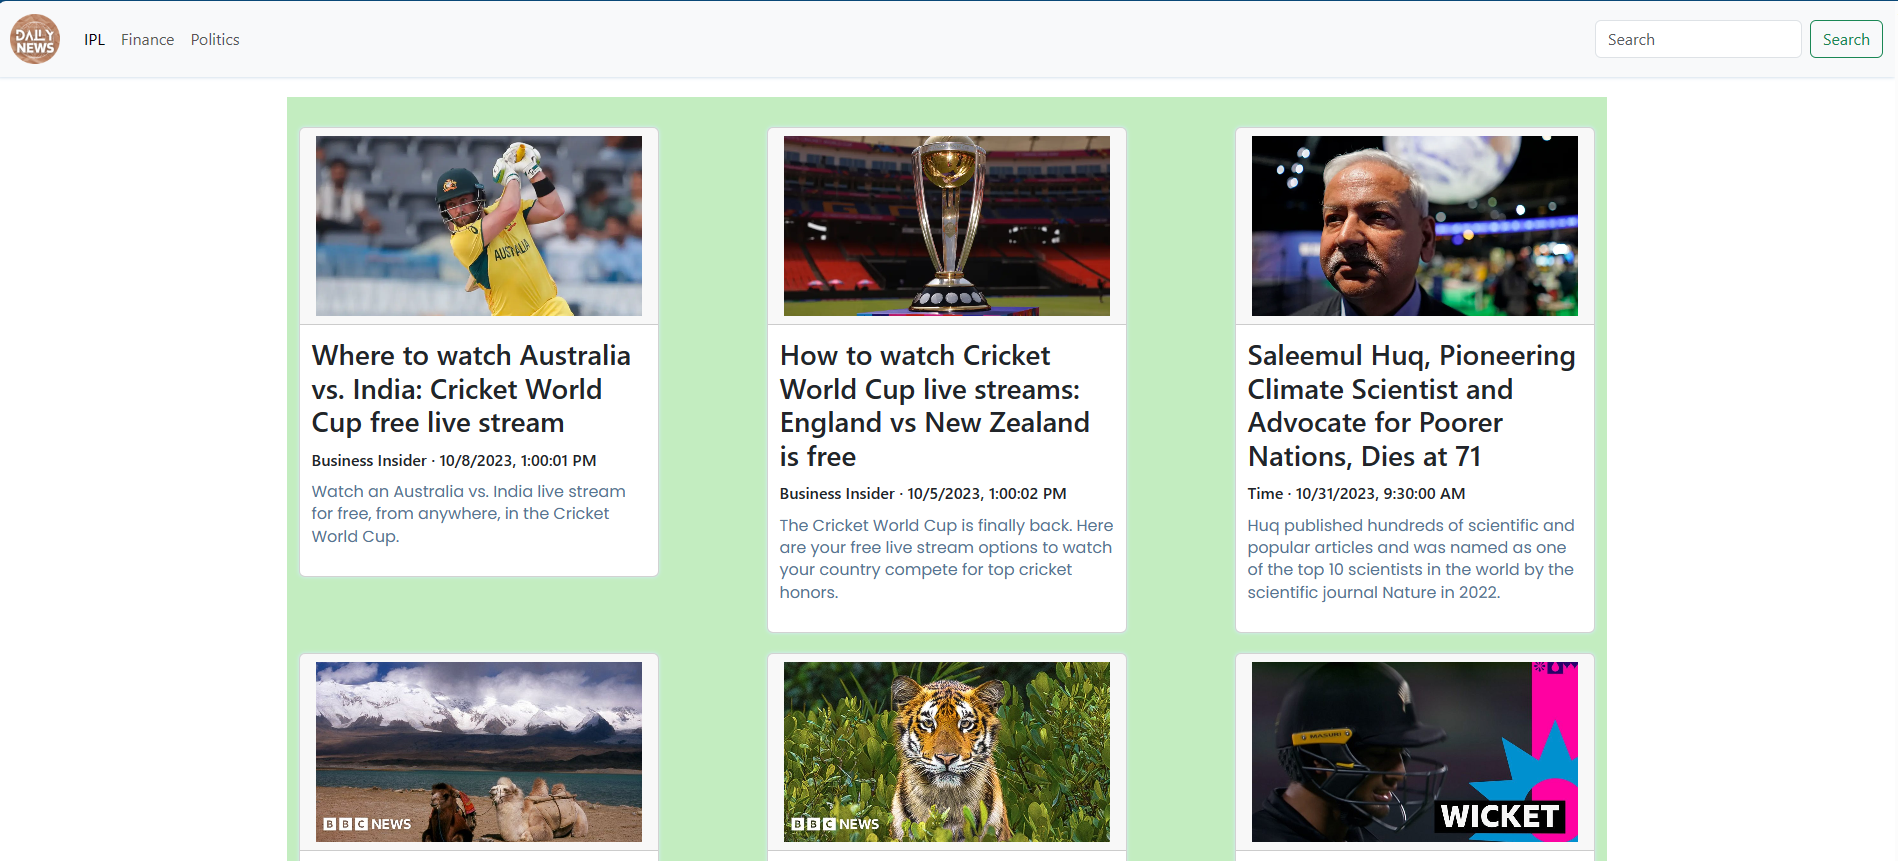 DAILY
NEWS
IPL Finance Politics
Search Search
AUSTRALIA
Where to watch Australia
vs. India: Cricket World
Cup free live stream
Business Insider · 10/8/2023, 1:00:01 PM
Watch an Australia vs. India live stream
for free, from anywhere, in the Cricket
World Cup.
How to watch Cricket
World Cup live streams:
England vs New Zealand
is free
Business Insider · 10/5/2023, 1:00:02 PM
The Cricket World Cup is finally back. Here
are your free live stream options to watch
your country compete for top cricket
honors.
Saleemul Huq, Pioneering
Climate Scientist and
Advocate for Poorer
Nations, Dies at 71
Time · 10/31/2023, 9:30:00 AM
Huq published hundreds of scientific and
popular articles and was named as one
of the top 10 scientists in the world by the
scientific journal Nature in 2022.
BBC NEWS
BBC NEWS
MASURI
WICKET